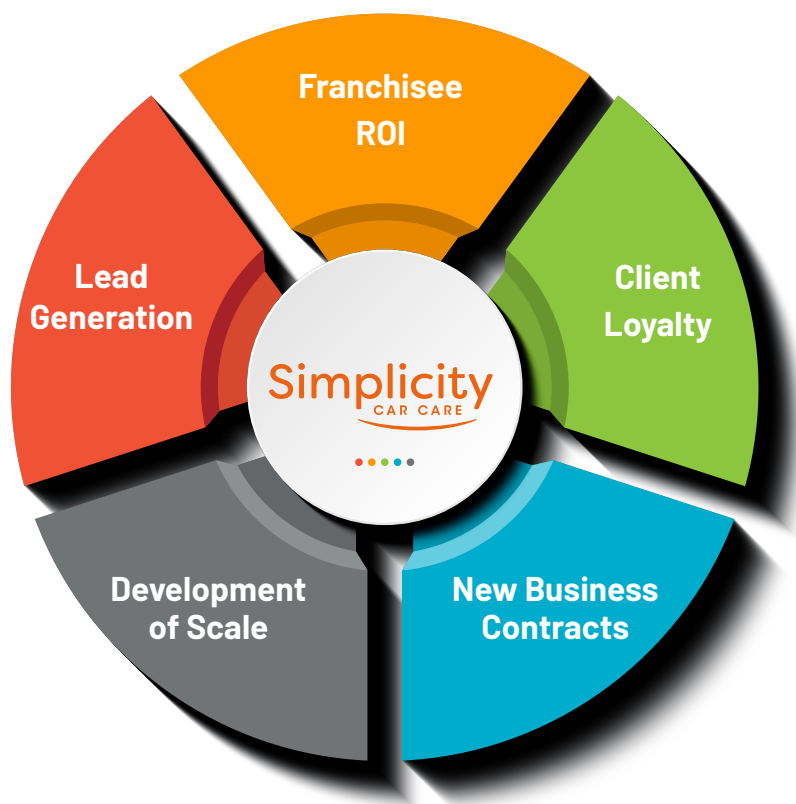 Franchisee
ROI
Client
Loyalty
New Business
Contracts
Development
of Scale
Lead
Generation
Simplicity
CAR CARE